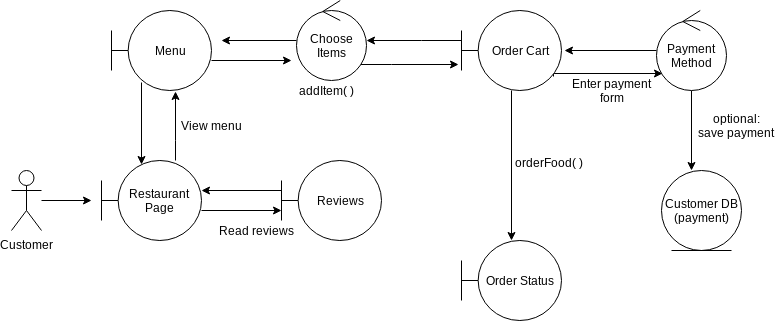 Menu
Choose
Items
addItem( )
Order Cart
Payment
Method
Enter payment
form
optional:
save payment
View menu
orderFood( )
Customer
Restaurant
Page
Reviews
Read reviews
Customer DB
(payment)
Order Status